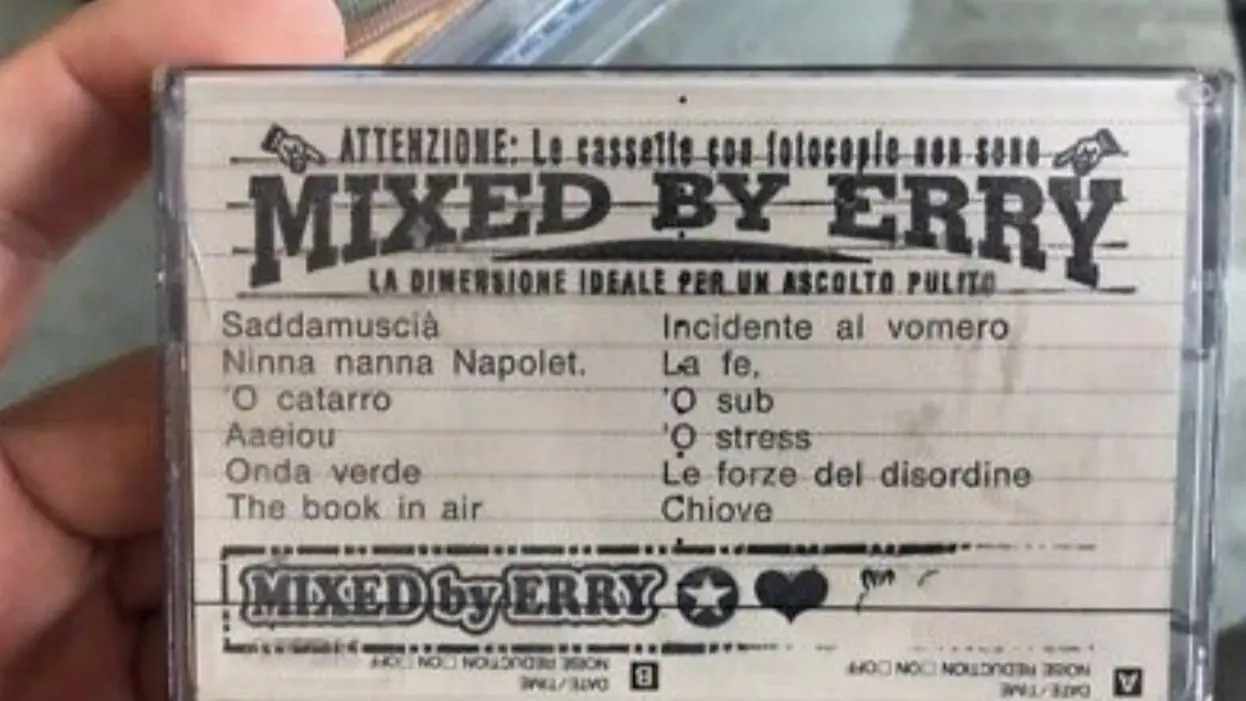 ATTENZIONE: Le cassette con fotocopie non sono
MIXED BY ERRY
LA DIMENSIONE IDEALE PER UN ASCOLTO PULITO
Saddamuscià
Ninna nanna Napolet.
'O catarro
Aaeiou
Onda verde
The book in air
Incidente al vomero
La fe,
'O sub
'O stress
Le forze del disordine
Chiove
MIXED by ERRY
A DATE/TIME
NOISE REDUCTION □ON □OFF
B DATE/TIME
NOISE REDUCTION □ON □OFF